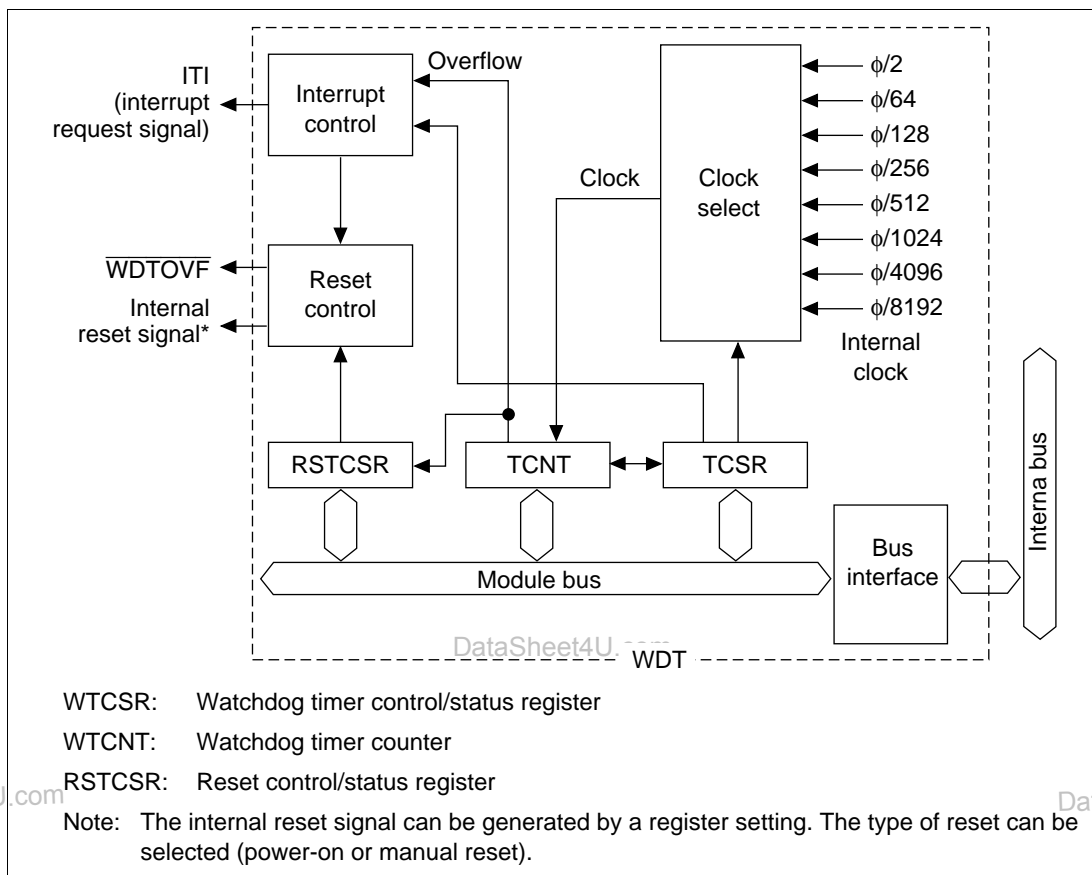 ITI
(interrupt
request signal)
Overflow
Interrupt
control
Clock
Clock
select
ϕ/2
ϕ/64
ϕ/128
ϕ/256
ϕ/512
ϕ/1024
ϕ/4096
ϕ/8192
Internal
clock
WDTOVF
Internal
reset signal*
Reset
control
RSTCSR
TCNT
TCSR
Module bus
Bus
interface
Interna bus
DataSheet4U.com
WDT
WTCSR: Watchdog timer control/status register
WTCNT: Watchdog timer counter
RSTCSR: Reset control/status register
U.com
Da
Note: The internal reset signal can be generated by a register setting. The type of reset can be
selected (power-on or manual reset).